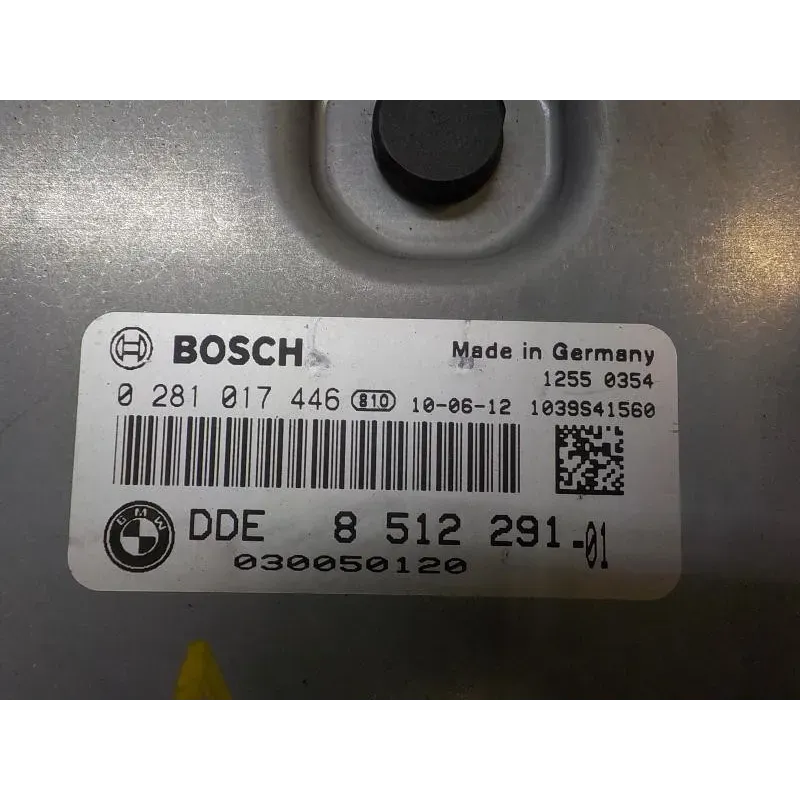 BOSCH Made in Germany
1255 0354
0 281 017 446 810 10-06-12 1039S41560
BMW DDE 8 512 291-01
030050120